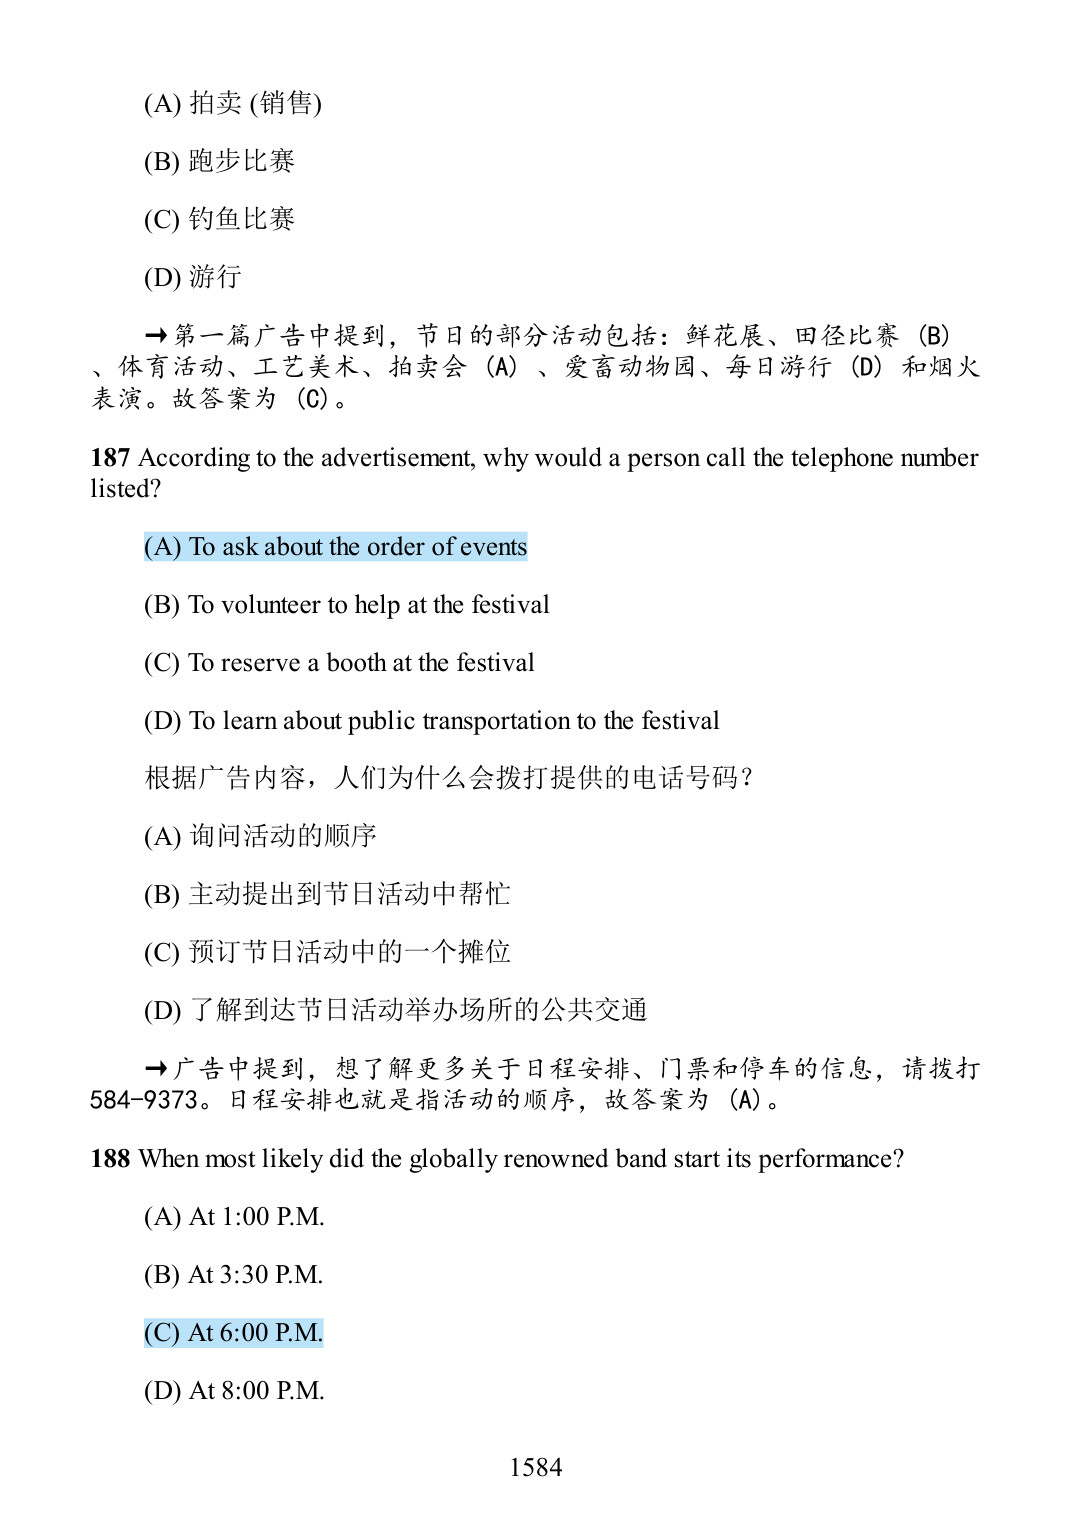 (A) 拍卖 (销售)
(B) 跑步比赛
(C) 钓鱼比赛
(D) 游行
→第一篇广告中提到，节日的部分活动包括：鲜花展、田径比赛 (B)
、体育活动、工艺美术、拍卖会 (A) 、爱畜动物园、每日游行 (D) 和烟火
表演。故答案为 (C)。
187 According to the advertisement, why would a person call the telephone number
listed?
(A) To ask about the order of events
(B) To volunteer to help at the festival
(C) To reserve a booth at the festival
(D) To learn about public transportation to the festival
根据广告内容，人们为什么会拨打提供的电话号码？
(A) 询问活动的顺序
(B) 主动提出到节日活动中帮忙
(C) 预订节日活动中的一个摊位
(D) 了解到达节日活动举办场所的公共交通
→广告中提到，想了解更多关于日程安排、门票和停车的信息，请拨打
584-9373。日程安排也就是指活动的顺序，故答案为 (A)。
188 When most likely did the globally renowned band start its performance?
(A) At 1:00 P.M.
(B) At 3:30 P.M.
(C) At 6:00 P.M.
(D) At 8:00 P.M.
1584